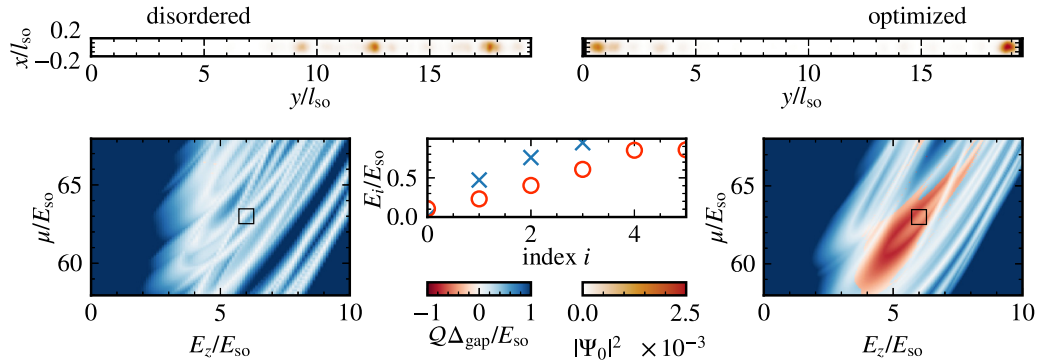 disordered
optimized
x/l_so
0.2
−0.2
0 5 10 15
y/l_so
0 5 10 15
y/l_so
μ/E_so
65
60
0 5 10
E_z/E_so
E_i/E_so
0.5
0.0
0 2 4
index i
−1 0 1
QΔ_gap/E_so
0.0 2.5
|Ψ_0|² ×10⁻³
μ/E_so
65
60
0 5 10
E_z/E_so